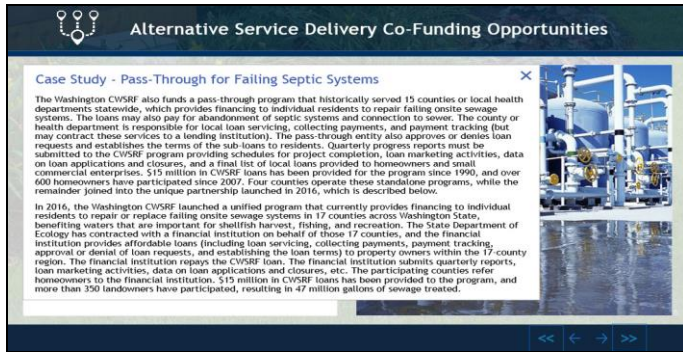 Alternative Service Delivery Co-Funding Opportunities
Case Study - Pass-Through for Failing Septic Systems
The Washington CWSRF also funds a pass-through program that historically served 15 counties or local health
departments statewide, which provides financing to individual residents to repair failing onsite sewage
systems. The loans may also pay for abandonment of septic systems and connection to sewer. The county or
health department is responsible for local loan servicing, collecting payments, and payment tracking (but
may contract these services to a lending institution). The pass-through entity also approves or denies loan
requests and establishes the terms of the sub-loans to residents. Quarterly progress reports must be
submitted to the CWSRF program providing schedules for project completion, loan marketing activities, data
on loan applications and closures, and a final list of local loans provided to homeowners and small
commercial enterprises. $15 million in CWSRF loans has been provided for the program since 1990, and over
600 homeowners have participated since 2007. Four counties operate these standalone programs, while the
remainder joined into the unique partnership launched in 2016, which is described below.
In 2016, the Washington CWSRF launched a unified program that currently provides financing to individual
residents to repair or replace failing onsite sewage systems in 17 counties across Washington State,
benefiting waters that are important for shellfish harvest, fishing, and recreation. The State Department of
Ecology has contracted with a financial institution on behalf of those 17 counties, and the financial
institution provides affordable loans (including loan servicing, collecting payments, payment tracking,
approval or denial of loan requests, and establishing the loan terms) to property owners within the 17-county
region. The financial institution repays the CWSRF loan. The financial institution submits quarterly reports,
loan marketing activities, data on loan applications and closures, etc. The participating counties refer
homeowners to the financial institution. $15 million in CWSRF loans has been provided to the program, and
more than 350 landowners have participated, resulting in 47 million gallons of sewage treated.